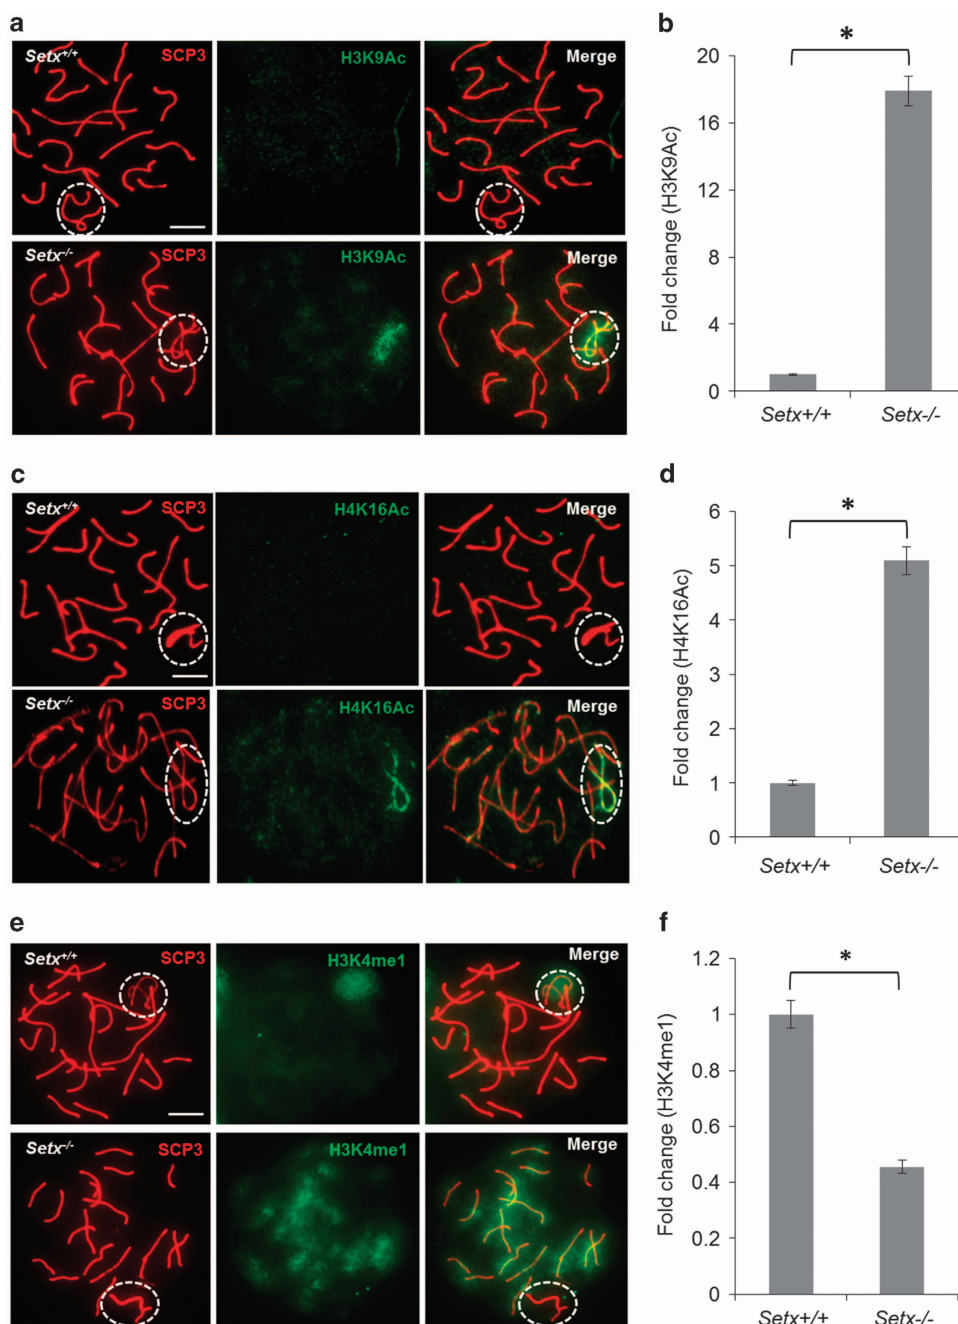 a
Setx+/+ SCP3 H3K9Ac Merge
Setx-/- SCP3 H3K9Ac Merge
b
Fold change (H3K9Ac)
20
16
12
8
4
0
*
Setx+/+ Setx-/-
c
Setx+/+ SCP3 H4K16Ac Merge
Setx-/- SCP3 H4K16Ac Merge
d
Fold change (H4K16Ac)
6
5
4
3
2
1
0
*
Setx+/+ Setx-/-
e
Setx+/+ SCP3 H3K4me1 Merge
Setx-/- SCP3 H3K4me1 Merge
f
Fold change (H3K4me1)
1.2
1
0.8
0.6
0.4
0.2
0
*
Setx+/+ Setx-/-